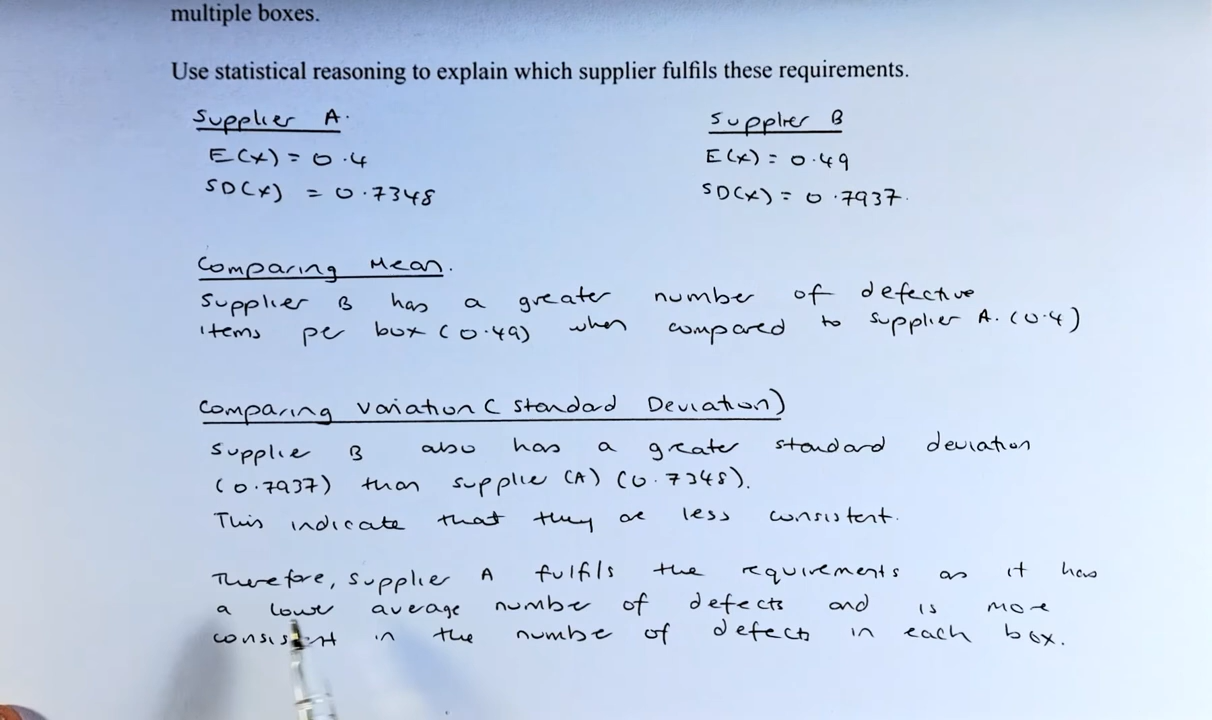 multiple boxes.
Use statistical reasoning to explain which supplier fulfils these requirements.
Supplier A.
E(x) = 0.4
SD(x) = 0.7348
Supplier B
E(x) = 0.49
SD(x) = 0.7937.
Comparing Mean.
Supplier B has a greater number of defective
items per box (0.49) when compared to supplier A. (0.4)
Comparing Variation ( Standard Deviation)
Supplier B also has a greater standard deviation
(0.7937) than supplier (A) (0.7348).
This indicate that they are less consistent.
Therefore, supplier A fulfils the requirements as it has
a lower average number of defects and is more
consistent in the number of defects in each box.